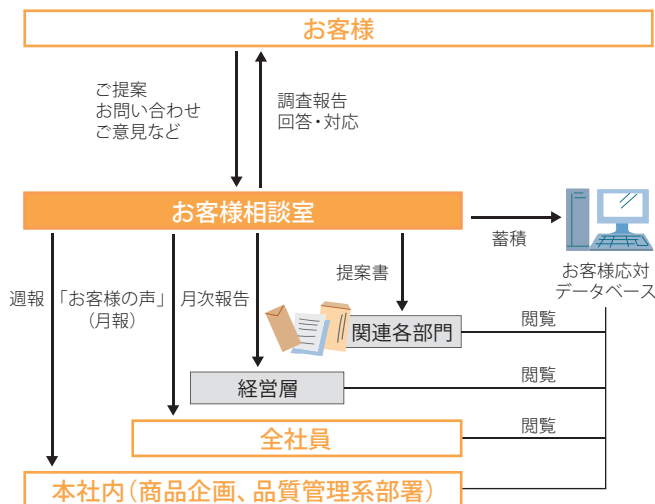 お客様
ご提案
お問い合わせ
ご意見など
調査報告
回答・対応
お客様相談室
蓄積
お客様応対
データベース
週報
「お客様の声」
（月報）
月次報告
提案書
関連各部門
閲覧
経営層
閲覧
全社員
閲覧
本社内（商品企画、品質管理系部署）